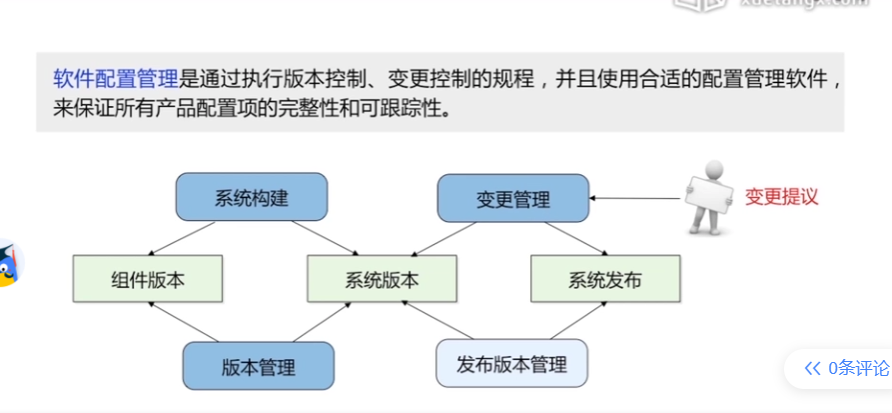 xuetangx.com
软件配置管理是通过执行版本控制、变更控制的规程，并且使用合适的配置管理软件，
来保证所有产品配置项的完整性和可跟踪性。
系统构建
变更管理
变更提议
组件版本
系统版本
系统发布
版本管理
发布版本管理
0条评论